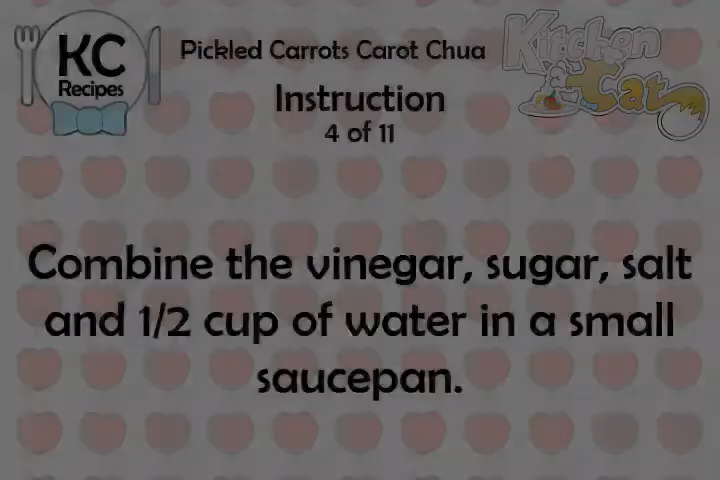 KC
Recipes
Pickled Carrots Carot Chua
Kitchen
Cat
Instruction
4 of 11
Combine the vinegar, sugar, salt
and 1/2 cup of water in a small
saucepan.